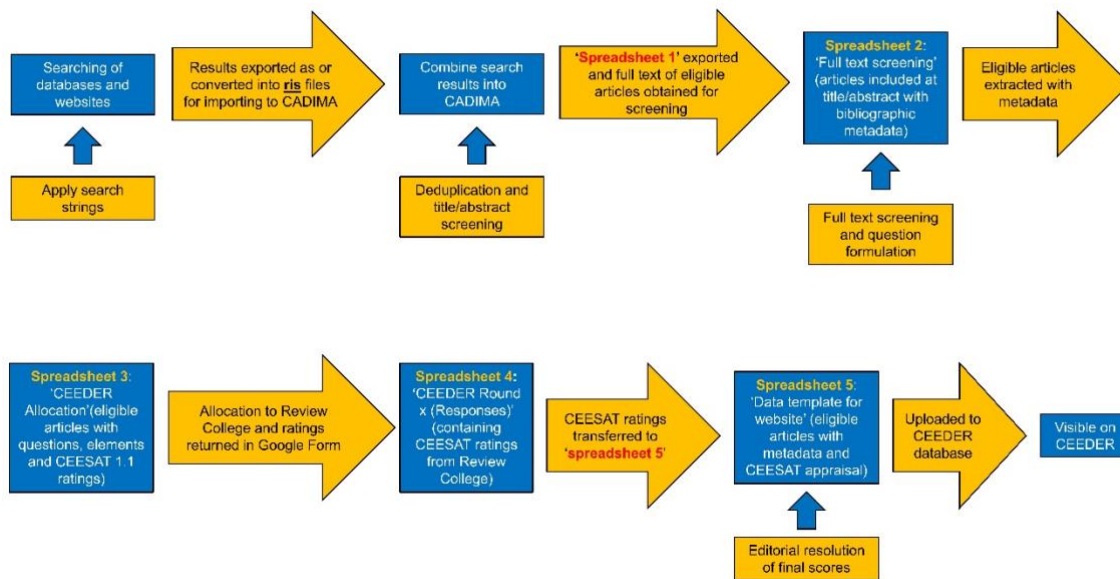 Searching of
databases and
websites
Results exported as or
converted into ris files
for importing to CADIMA
Combine search
results into
CADIMA
‘Spreadsheet 1’ exported
and full text of eligible
articles obtained for
screening
Spreadsheet 2:
‘Full text screening’
(articles included at
title/abstract with
bibliographic
metadata)
Eligible articles
extracted with
metadata
Apply search
strings
Deduplication and
title/abstract
screening
Full text screening
and question
formulation
Spreadsheet 3:
‘CEEDER
Allocation’(eligible
articles with
questions, elements
and CEESAT 1.1
ratings)
Allocation to Review
College and ratings
returned in Google Form
Spreadsheet 4:
‘CEEDER Round
x (Responses)’
(containing
CEESAT ratings
from Review
College)
CEESAT ratings
transferred to
‘spreadsheet 5’
Spreadsheet 5:
‘Data template for
website’ (eligible
articles with
metadata and
CEESAT appraisal)
Uploaded to
CEEDER
database
Visible on
CEEDER
Editorial resolution
of final scores